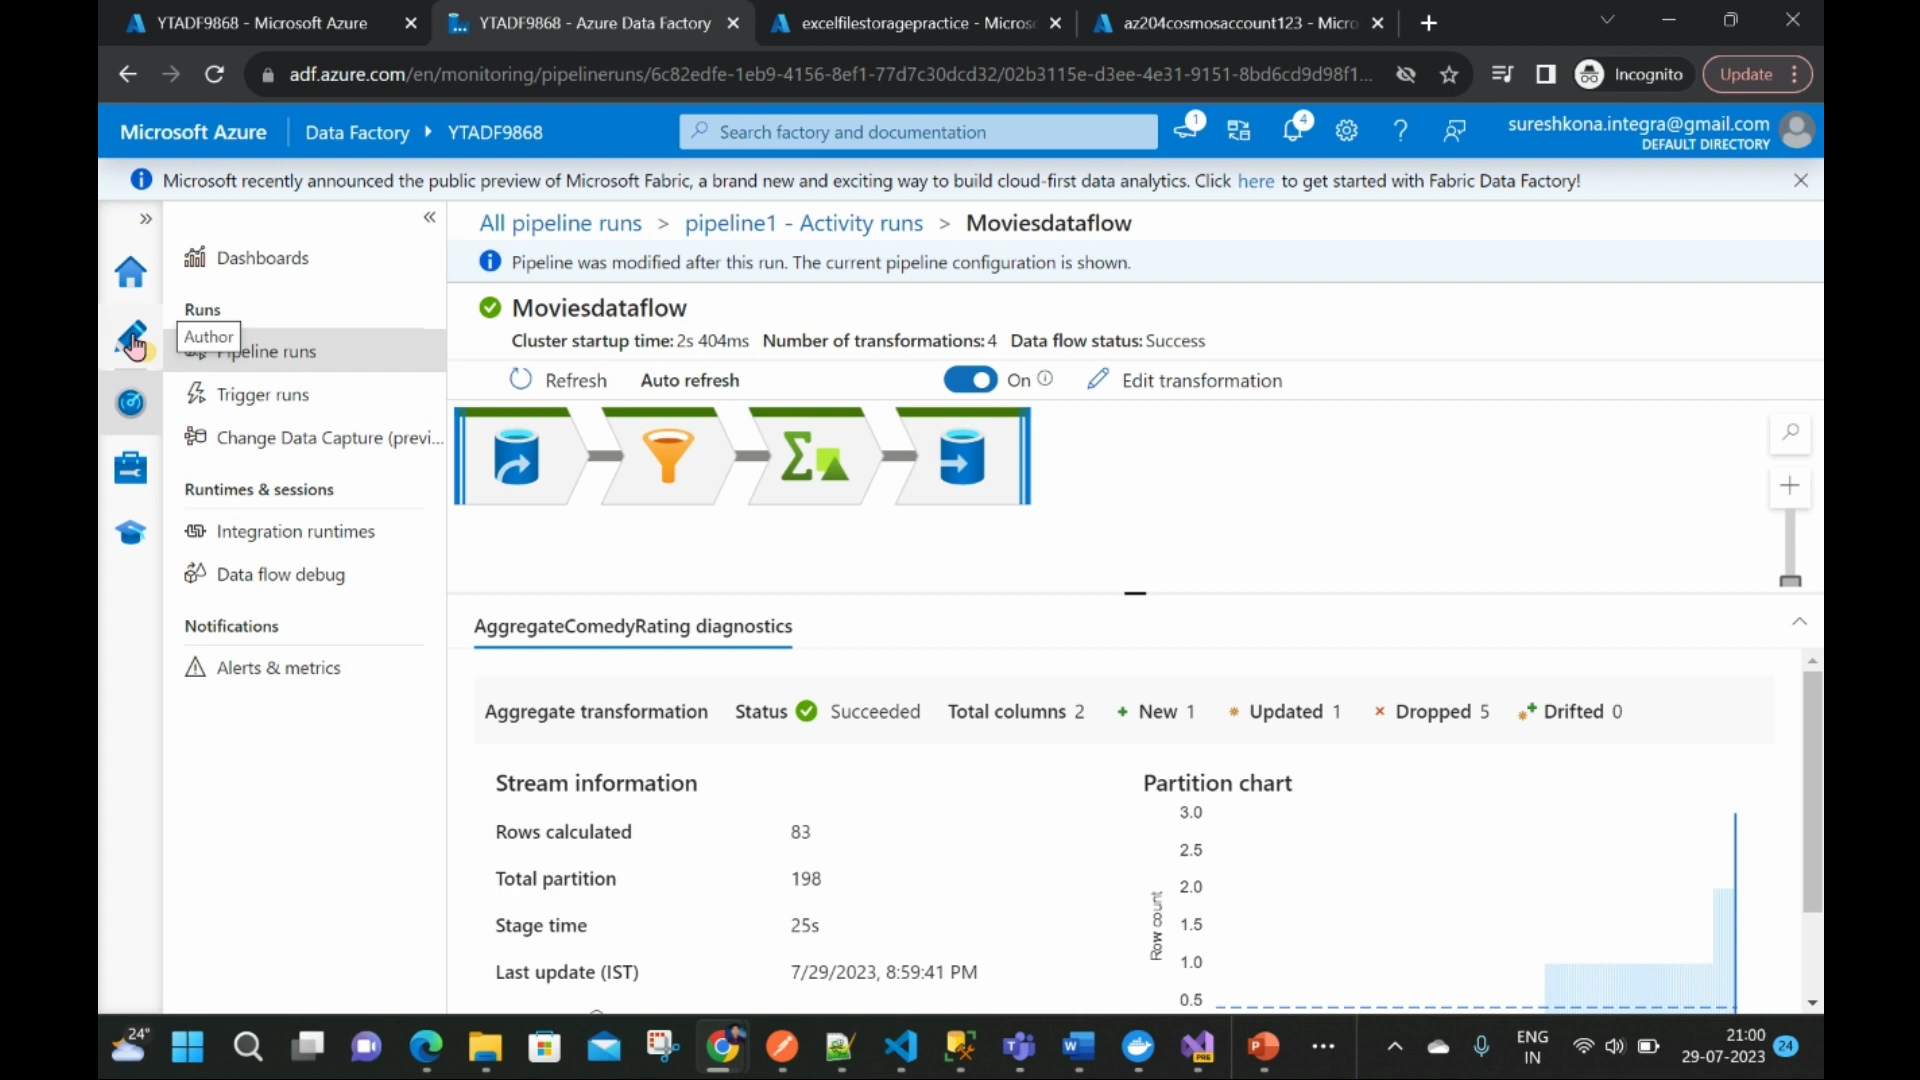 YTADF9868 - Microsoft Azure
YTADF9868 - Azure Data Factory
excelfilestoragepractice - Micros
az204cosmosaccount123 - Micro
adf.azure.com/en/monitoring/pipelineruns/6c82edfe-1eb9-4156-8ef1-77d7c30dcd32/02b3115e-d3ee-4e31-9151-8bd6cd9d98f1...
Incognito
Update
Microsoft Azure
Data Factory
YTADF9868
Search factory and documentation
1
4
sureshkona.integra@gmail.com
DEFAULT DIRECTORY
Microsoft recently announced the public preview of Microsoft Fabric, a brand new and exciting way to build cloud-first data analytics. Click here to get started with Fabric Data Factory!
Dashboards
Runs
Author
Pipeline runs
Trigger runs
Change Data Capture (previ...
Runtimes & sessions
Integration runtimes
Data flow debug
Notifications
Alerts & metrics
All pipeline runs > pipeline1 - Activity runs > Moviesdataflow
Pipeline was modified after this run. The current pipeline configuration is shown.
Moviesdataflow
Cluster startup time: 2s 404ms Number of transformations: 4 Data flow status: Success
Refresh
Auto refresh
On
Edit transformation
AggregateComedyRating diagnostics
Aggregate transformation Status Succeeded Total columns 2 + New 1 * Updated 1 × Dropped 5 Drifted 0
Stream information
Rows calculated 83
Total partition 198
Stage time 25s
Last update (IST) 7/29/2023, 8:59:41 PM
Partition chart
3.0
2.5
2.0
1.5
1.0
0.5
Row count
24°
ENG
IN
21:00
29-07-2023
24